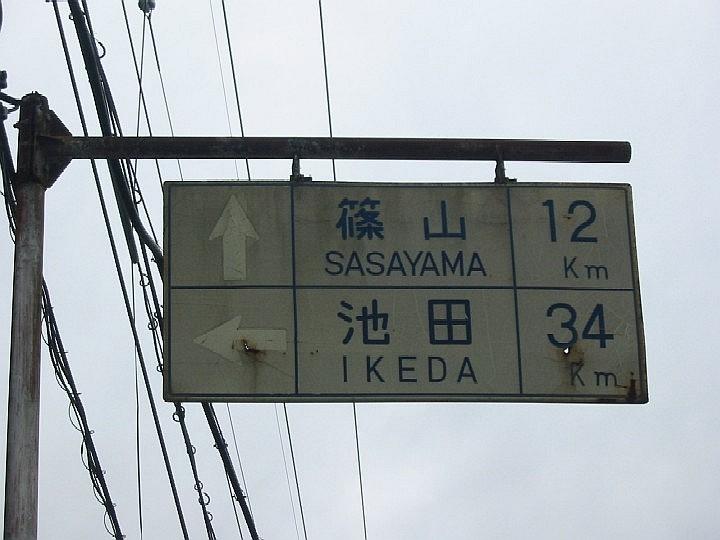 篠山 12
SASAYAMA Km
池田 34
IKEDA Km